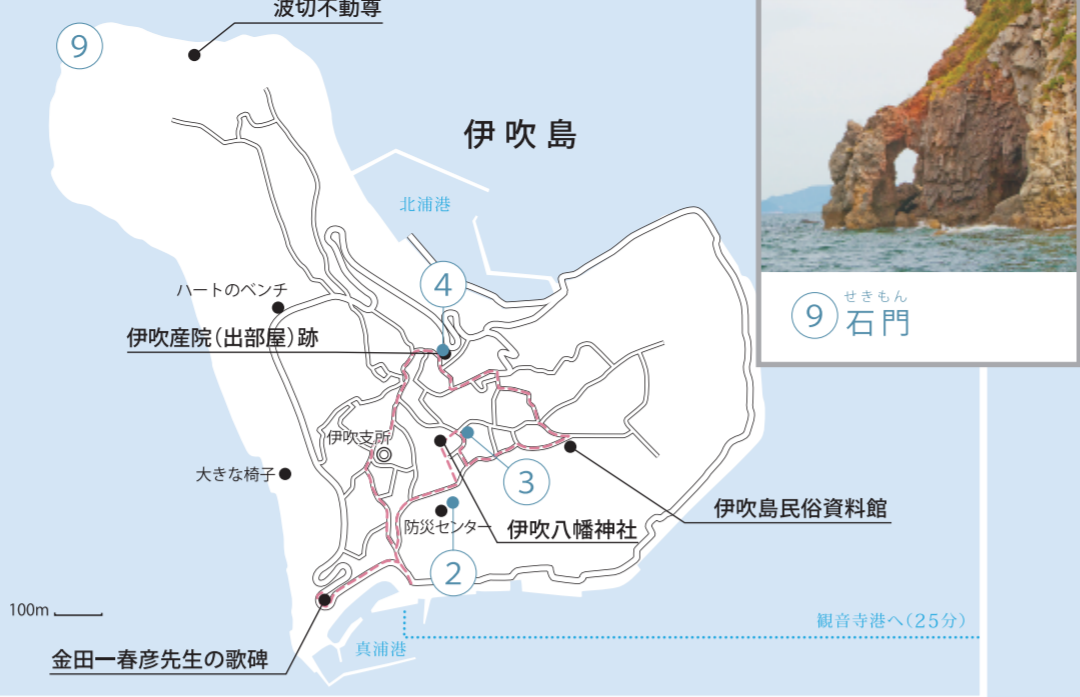 波切不動尊
⑨
伊吹島
北浦港
④
ハートのベンチ
伊吹産院(出部屋)跡
せきもん
⑨ 石門
伊吹支所
大きな椅子
③
防災センター
伊吹八幡神社
伊吹島民俗資料館
②
100m
観音寺港へ(25分)
真浦港
金田一春彦先生の歌碑